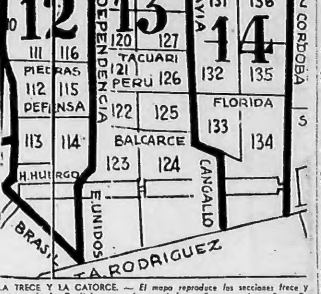 12
13
14
131
136
111
116
120
127
PIEDRAS
TACUARI
132
135
112
115
121
PERU
126
DEFENSA
FLORIDA
122
125
113
114
133
134
BALCARCE
123
124
H.HUERGO
INDEPENDENCIA
CORDOBA
CANGALLO
E.UNIDOS
BRASIL
T.A. RODRIGUEZ
S
LA TRECE Y LA CATORCE. — El mapa reproduce las secciones trece y